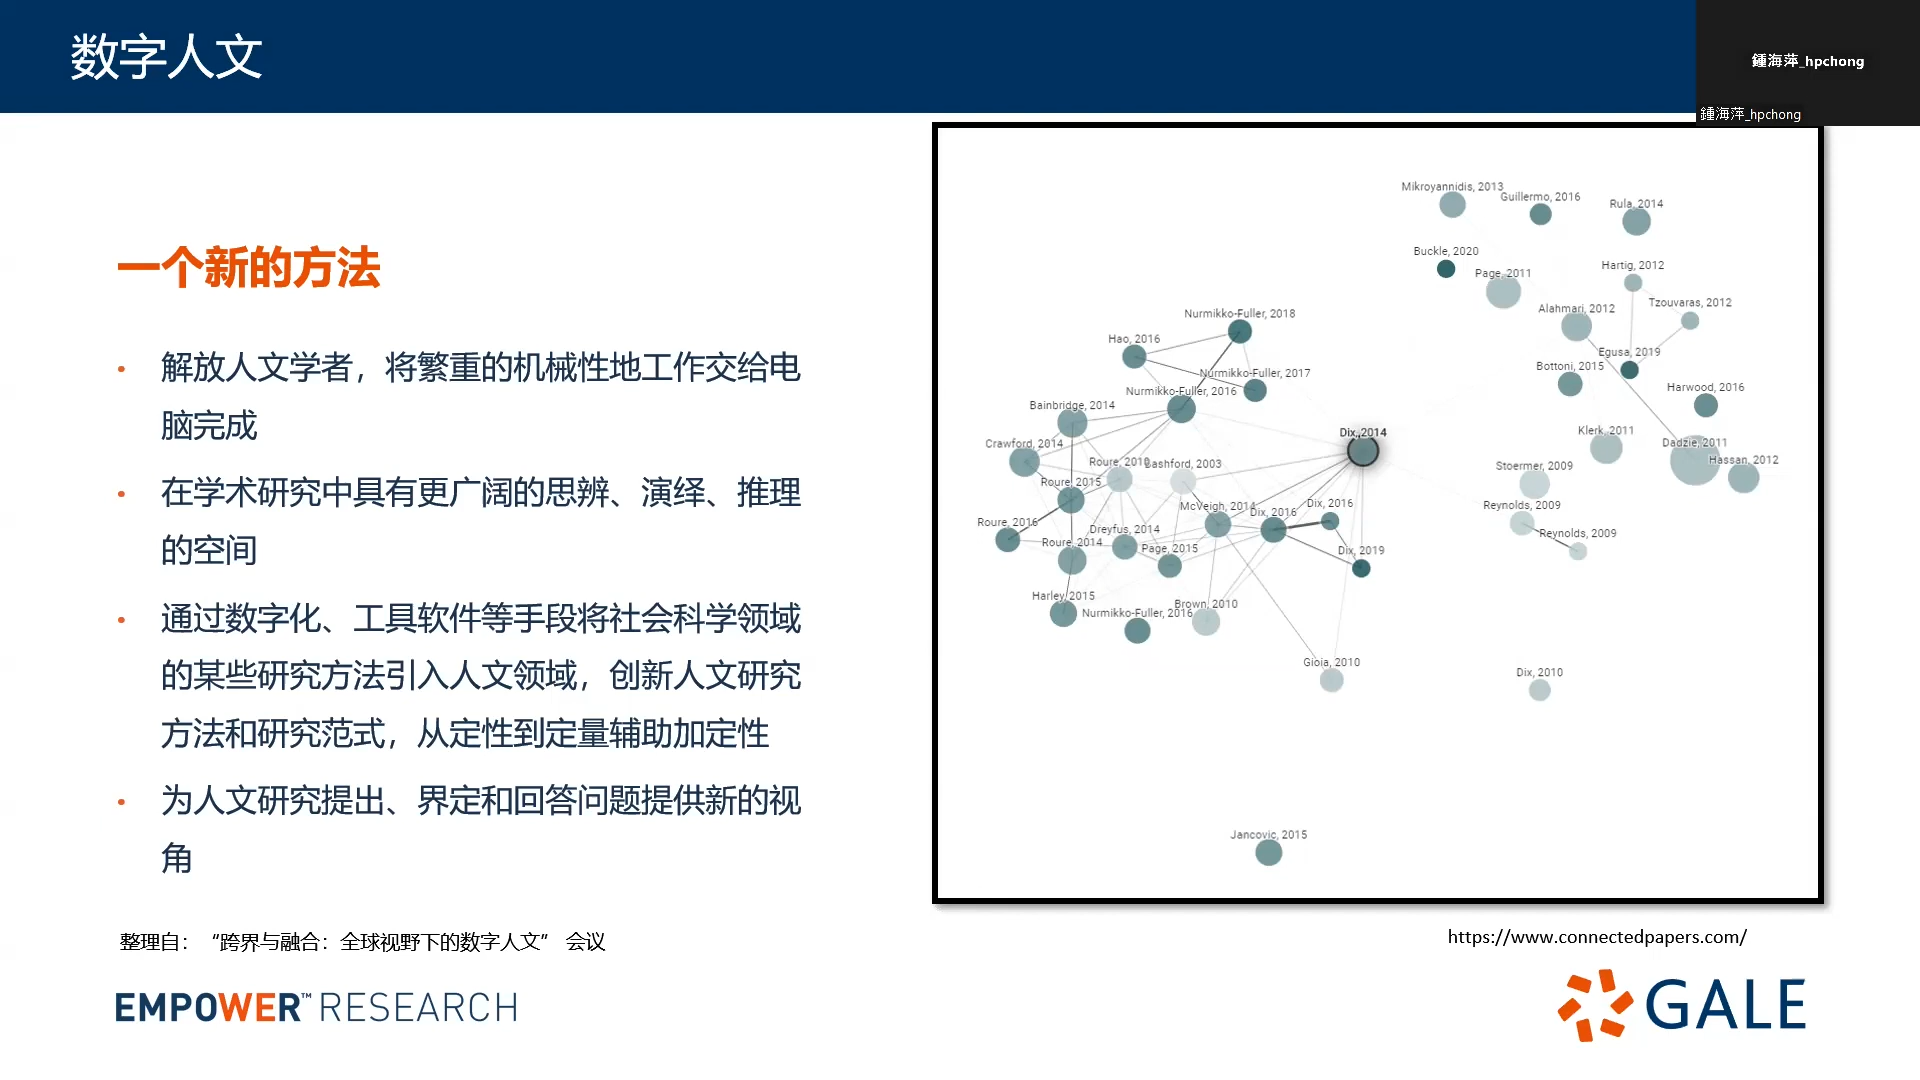 数字人文
鍾海萍_hpchong
鍾海萍_hpchong
一个新的方法
• 解放人文学者，将繁重的机械性地工作交给电
脑完成
• 在学术研究中具有更广阔的思辨、演绎、推理
的空间
• 通过数字化、工具软件等手段将社会科学领域
的某些研究方法引入人文领域，创新人文研究
方法和研究范式，从定性到定量辅助加定性
• 为人文研究提出、界定和回答问题提供新的视
角
整理自：“跨界与融合：全球视野下的数字人文” 会议
EMPOWER™ RESEARCH
Mikroyannidis, 2013
Guillermo, 2016
Rula, 2014
Buckle, 2020
Page, 2011
Hartig, 2012
Tzouvaras, 2012
Alahmari, 2012
Nurmikko-Fuller, 2018
Hao, 2016
Egusa, 2019
Bottoni, 2015
Nurmikko-Fuller, 2017
Harwood, 2016
Nurmikko-Fuller, 2016
Bainbridge, 2014
Klerk, 2011
Dix, 2014
Crawford, 2014
Dadzie, 2011
Hassan, 2012
Roure, 2010
Bashford, 2003
Stoermer, 2009
Roure, 2015
McVeigh, 2014
Dix, 2016
Dix, 2016
Reynolds, 2009
Roure, 2016
Dreyfus, 2014
Reynolds, 2009
Roure, 2014
Page, 2015
Dix, 2019
Harley, 2015
Brown, 2010
Nurmikko-Fuller, 2016
Gioia, 2010
Dix, 2010
Jancovic, 2015
https://www.connectedpapers.com/
GALE